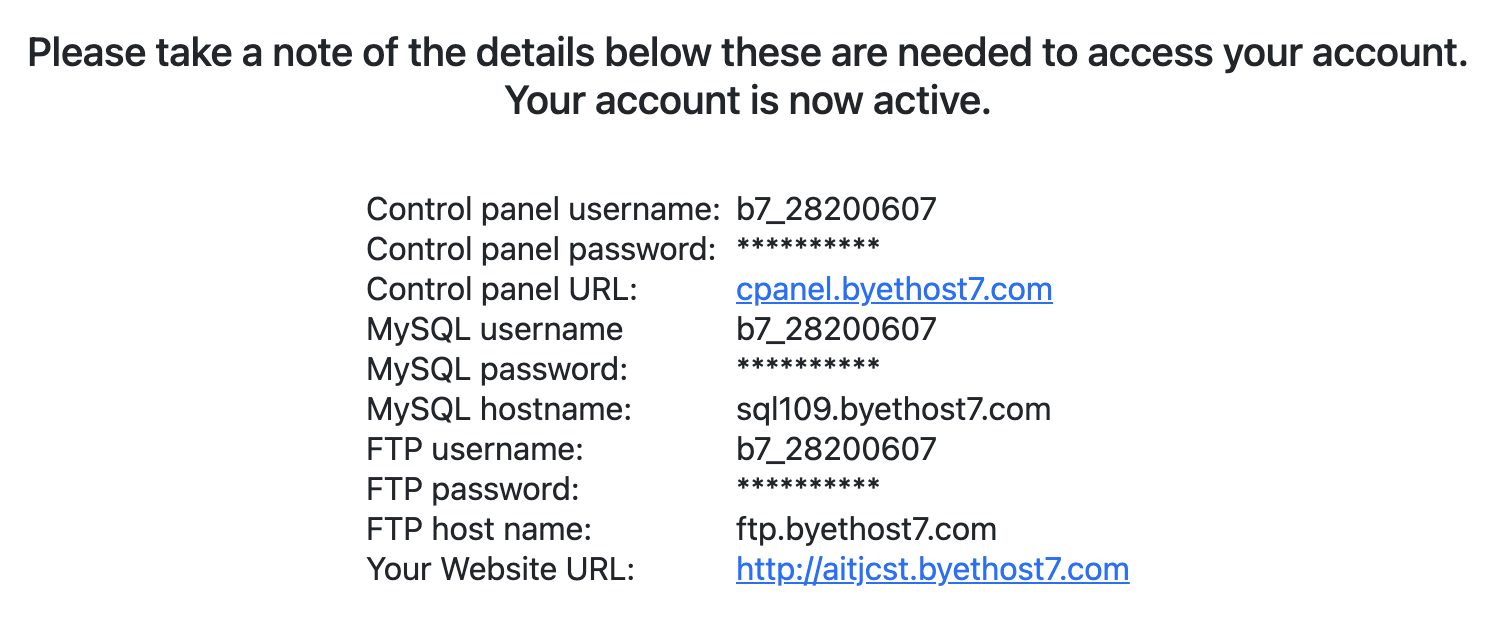 Please take a note of the details below these are needed to access your account.
Your account is now active.
Control panel username: b7_28200607
Control panel password: **********
Control panel URL: cpanel.byethost7.com
MySQL username b7_28200607
MySQL password: **********
MySQL hostname: sql109.byethost7.com
FTP username: b7_28200607
FTP password: **********
FTP host name: ftp.byethost7.com
Your Website URL: http://aitjcst.byethost7.com